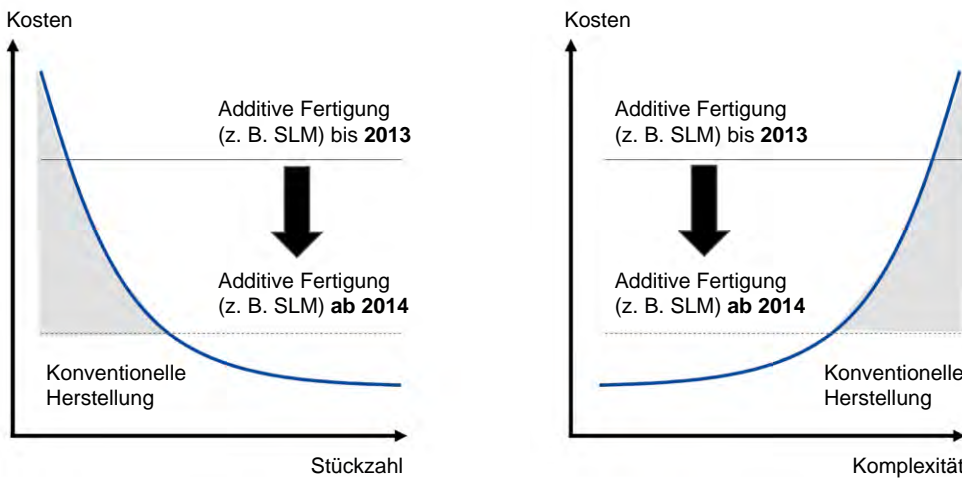 Kosten
Additive Fertigung
(z. B. SLM) bis 2013
Additive Fertigung
(z. B. SLM) ab 2014
Konventionelle
Herstellung
Stückzahl
Kosten
Additive Fertigung
(z. B. SLM) bis 2013
Additive Fertigung
(z. B. SLM) ab 2014
Konventionelle
Herstellung
Komplexität